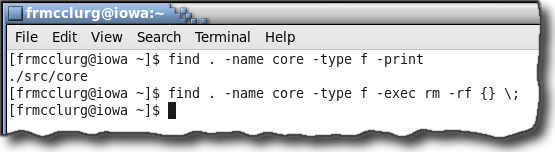 frmcclurg@iowa:~
File Edit View Search Terminal Help
[frmcclurg@iowa ~]$ find . -name core -type f -print
./src/core
[frmcclurg@iowa ~]$ find . -name core -type f -exec rm -rf {} \;
[frmcclurg@iowa ~]$